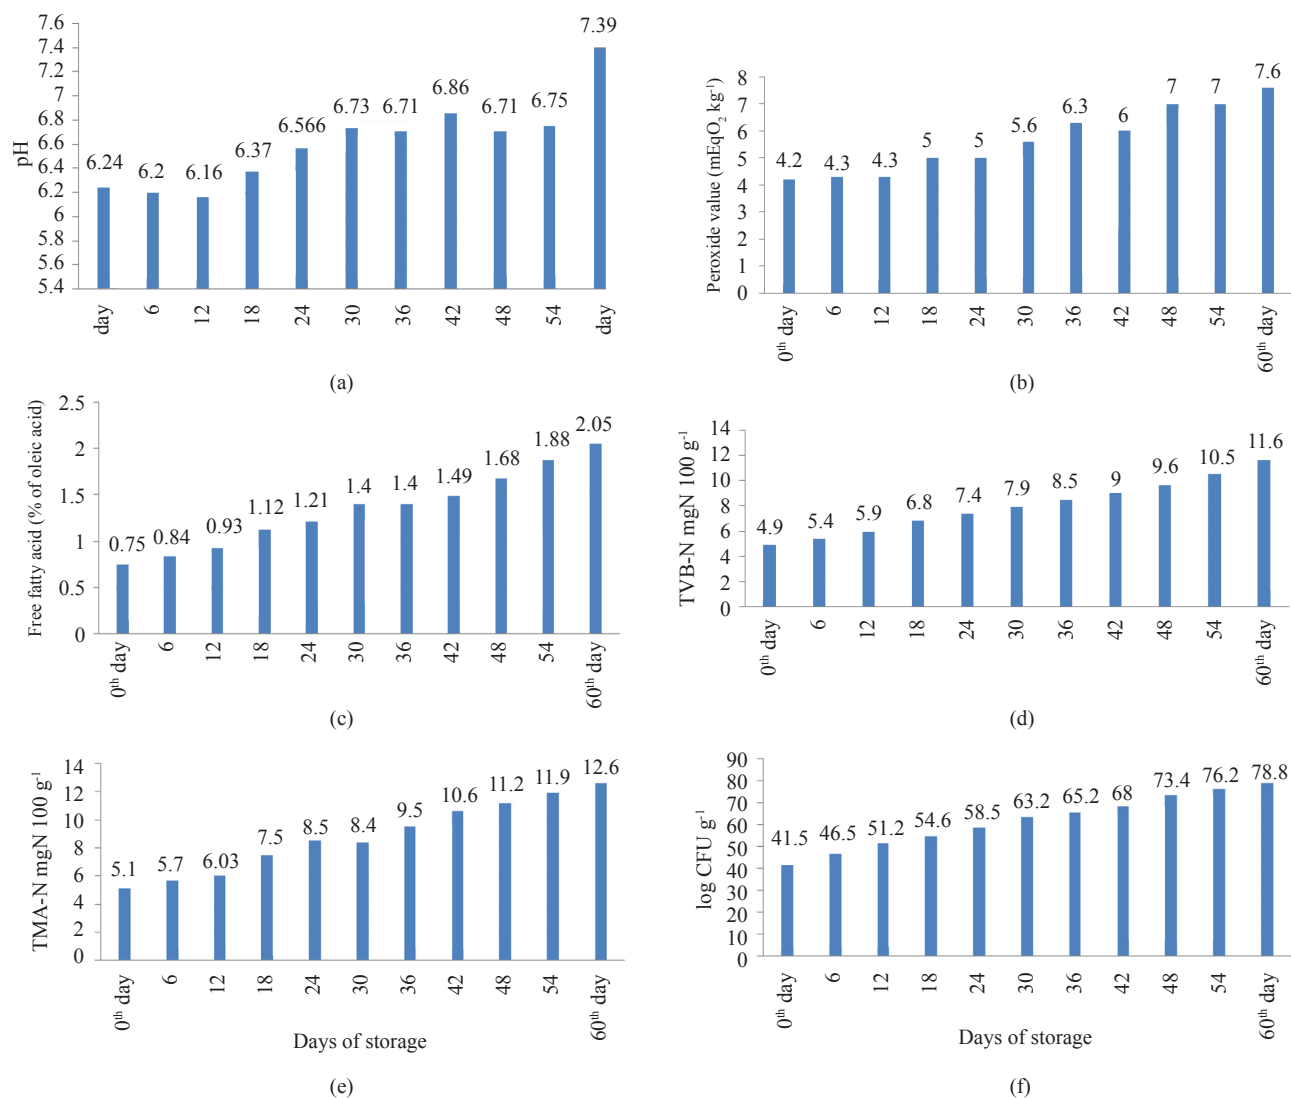 7.6
7.4
7.2
7
6.8
6.6
6.4
6.2
6
5.8
5.6
5.4
pH
6.24 6.2 6.16 6.37 6.566 6.73 6.71 6.86 6.71 6.75 7.39
day 6 12 18 24 30 36 42 48 54 day
(a)
8
7
6
5
4
3
2
1
0
Peroxide value (mEqO₂ kg⁻¹)
4.2 4.3 4.3 5 5 5.6 6.3 6 7 7 7.6
0ᵗʰ day 6 12 18 24 30 36 42 48 54 60ᵗʰ day
(b)
2.5
2
1.5
1
0.5
0
Free fatty acid (% of oleic acid)
0.75 0.84 0.93 1.12 1.21 1.4 1.4 1.49 1.68 1.88 2.05
0ᵗʰ day 6 12 18 24 30 36 42 48 54 60ᵗʰ day
(c)
14
12
10
8
6
4
2
0
TVB-N mgN 100 g⁻¹
4.9 5.4 5.9 6.8 7.4 7.9 8.5 9 9.6 10.5 11.6
0ᵗʰ day 6 12 18 24 30 36 42 48 54 60ᵗʰ day
(d)
14
12
10
8
6
4
2
0
TMA-N mgN 100 g⁻¹
5.1 5.7 6.03 7.5 8.5 8.4 9.5 10.6 11.2 11.9 12.6
0ᵗʰ day 6 12 18 24 30 36 42 48 54 60ᵗʰ day
Days of storage
(e)
90
80
70
60
50
40
30
20
10
0
log CFU g⁻¹
41.5 46.5 51.2 54.6 58.5 63.2 65.2 68 73.4 76.2 78.8
0ᵗʰ day 6 12 18 24 30 36 42 48 54 60ᵗʰ day
Days of storage
(f)